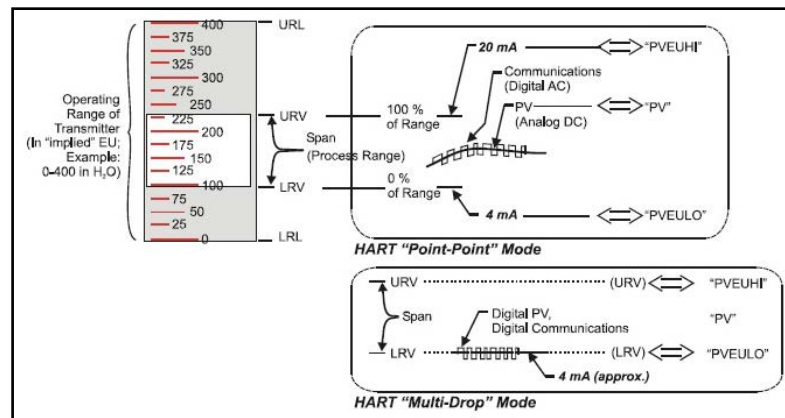 400
375
350
325
300
275
250
225
200
175
150
125
100
75
50
25
0
Operating
Range of
Transmitter
(In "implied" EU;
Example:
0-400 in H₂O)
URL
URV
LRV
LRL
Span
(Process Range)
100 %
of Range
0 %
of Range
20 mA
"PVEUHI"
Communications
(Digital AC)
PV
(Analog DC)
"PV"
4 mA
"PVEULO"
HART "Point-Point" Mode
URV
(URV)
"PVEUHI"
Span
Digital PV,
Digital Communications
"PV"
LRV
(LRV)
"PVEULO"
4 mA (approx.)
HART "Multi-Drop" Mode